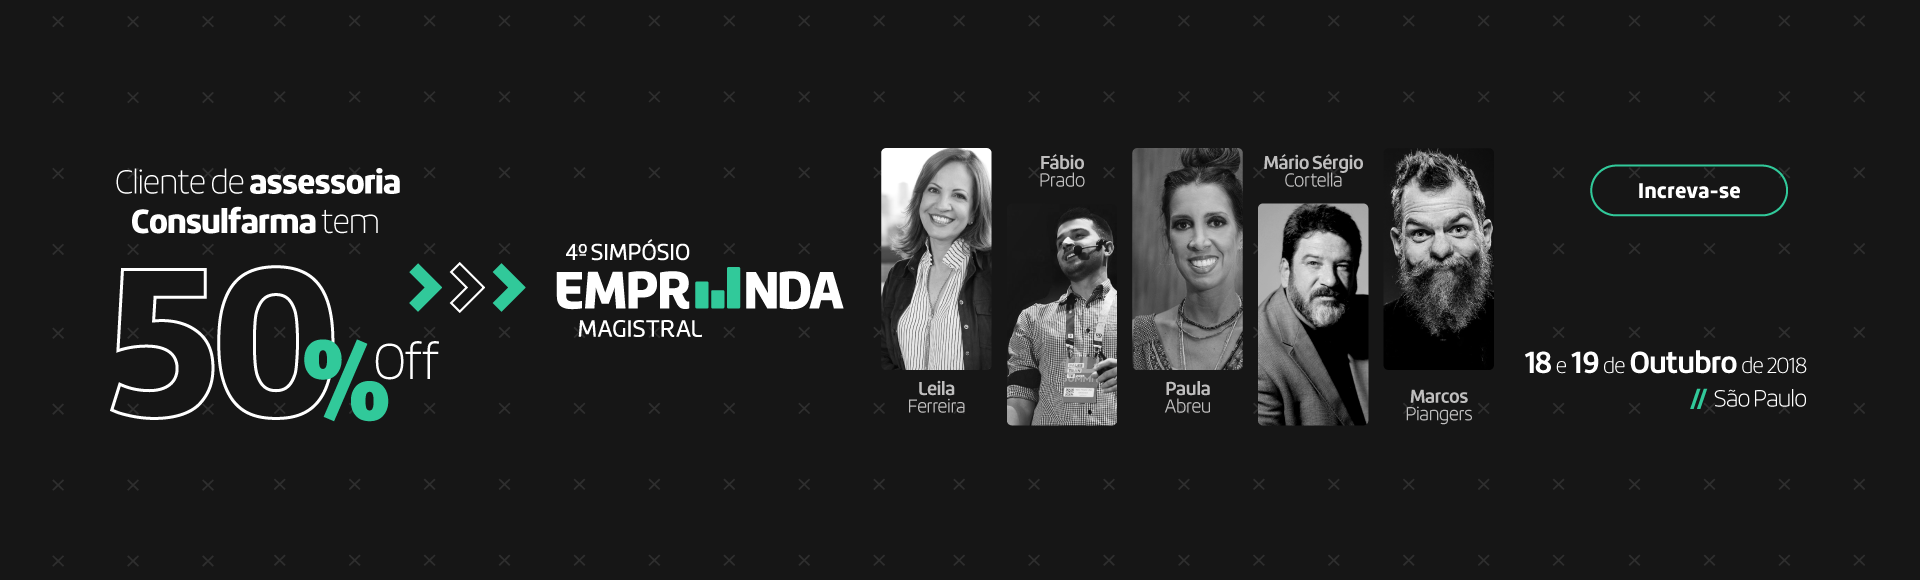 Cliente de assessoria
Consulfarma tem
50% Off
4º SIMPÓSIO
EMPREENDA
MAGISTRAL
Leila
Ferreira
Fábio
Prado
Paula
Abreu
Mário Sérgio
Cortella
Marcos
Piangers
Increva-se
18 e 19 de Outubro de 2018
// São Paulo